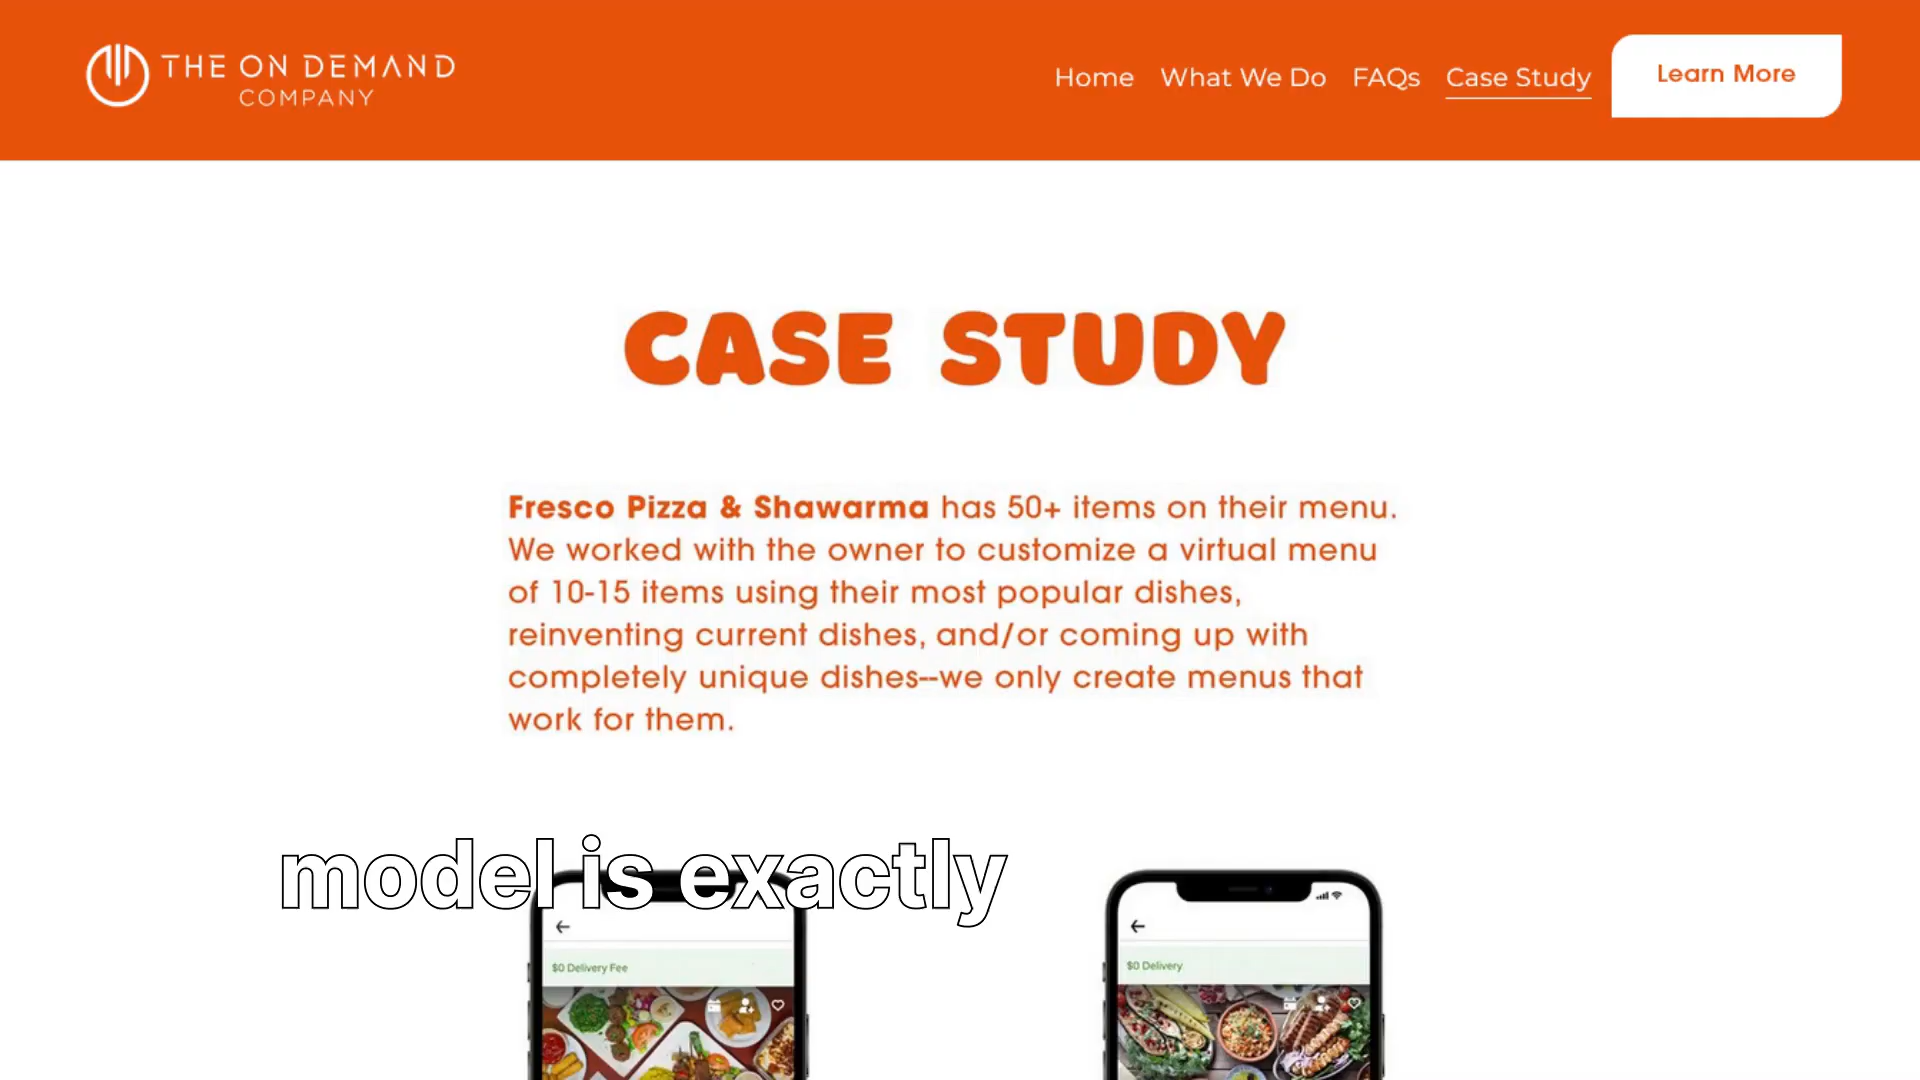 THE ON DEMAND
COMPANY
Home What We Do FAQs Case Study Learn More
CASE STUDY
Fresco Pizza & Shawarma has 50+ items on their menu.
We worked with the owner to customize a virtual menu
of 10-15 items using their most popular dishes,
reinventing current dishes, and/or coming up with
completely unique dishes--we only create menus that
work for them.
model is exactly
$0 Delivery Fee
$0 Delivery